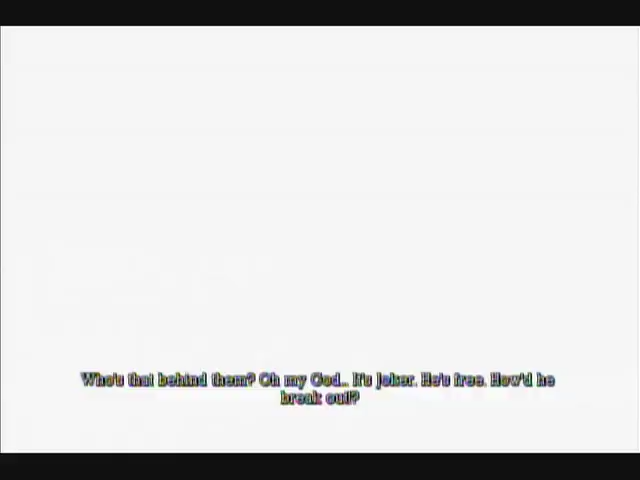 Who's that behind them? Oh my God... It's Joker. He's free. How'd he
break out?